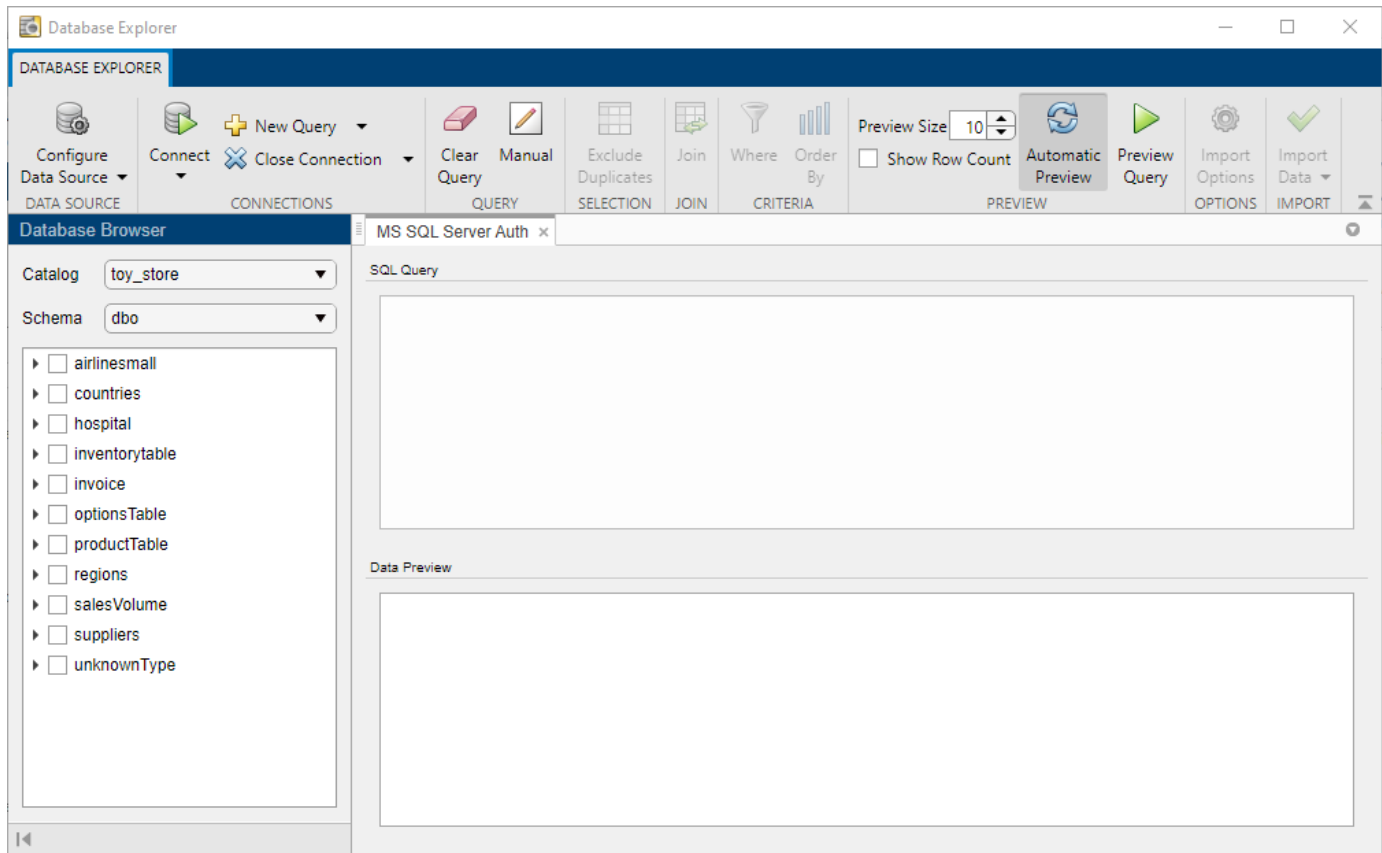 Database Explorer
DATABASE EXPLORER
Configure
Data Source
DATA SOURCE
Connect
New Query
Close Connection
CONNECTIONS
Clear
Query
Manual
QUERY
Exclude
Duplicates
SELECTION
Join
JOIN
Where
Order
By
CRITERIA
Preview Size 10
Show Row Count
Automatic
Preview
Preview
Query
PREVIEW
Import
Options
OPTIONS
Import
Data
IMPORT
Database Browser
Catalog toy_store
Schema dbo
airlinesmall
countries
hospital
inventorytable
invoice
optionsTable
productTable
regions
salesVolume
suppliers
unknownType
MS SQL Server Auth
SQL Query
Data Preview